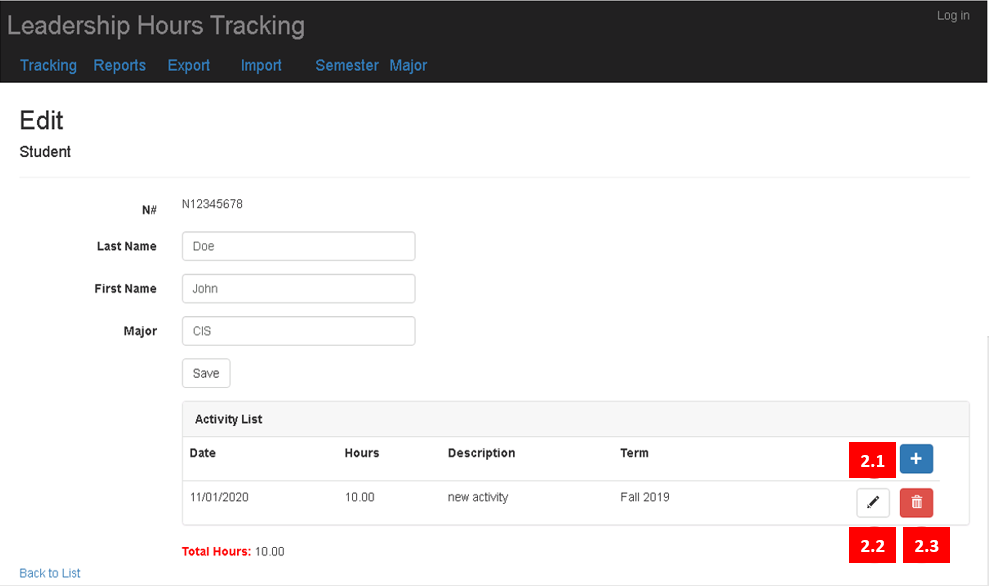 Log in
Leadership Hours Tracking
Tracking Reports Export Import Semester Major
Edit
Student
N# N12345678
Last Name Doe
First Name John
Major CIS
Save
Activity List
Date Hours Description Term 2.1 +
11/01/2020 10.00 new activity Fall 2019
2.2 2.3
Total Hours: 10.00
Back to List